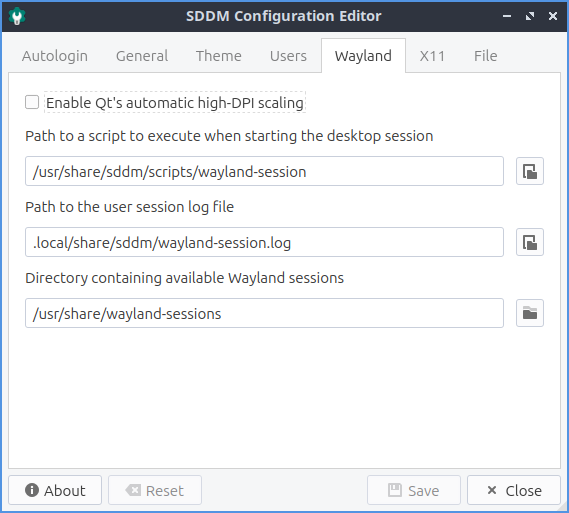 SDDM Configuration Editor
Autologin General Theme Users Wayland X11 File
Enable Qt's automatic high-DPI scaling
Path to a script to execute when starting the desktop session
/usr/share/sddm/scripts/wayland-session
Path to the user session log file
.local/share/sddm/wayland-session.log
Directory containing available Wayland sessions
/usr/share/wayland-sessions
About Reset Save Close